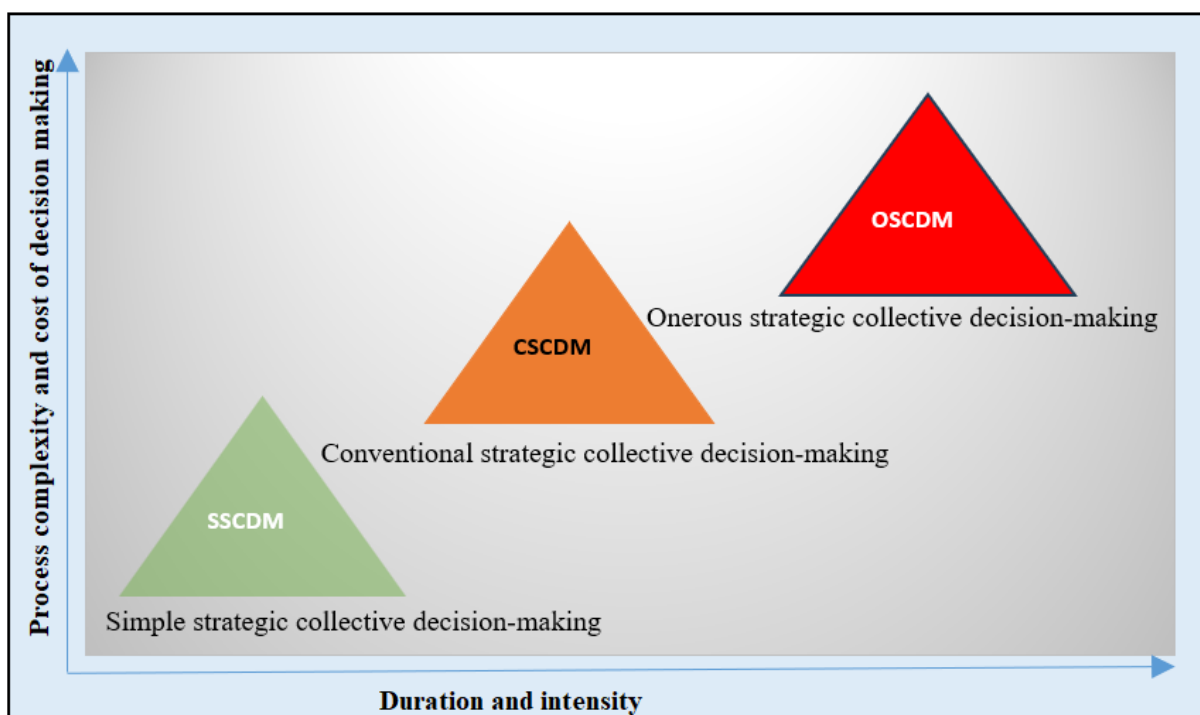 Process complexity and cost of decision making
OSCDM
Onerous strategic collective decision-making
CSCDM
Conventional strategic collective decision-making
SSCDM
Simple strategic collective decision-making
Duration and intensity